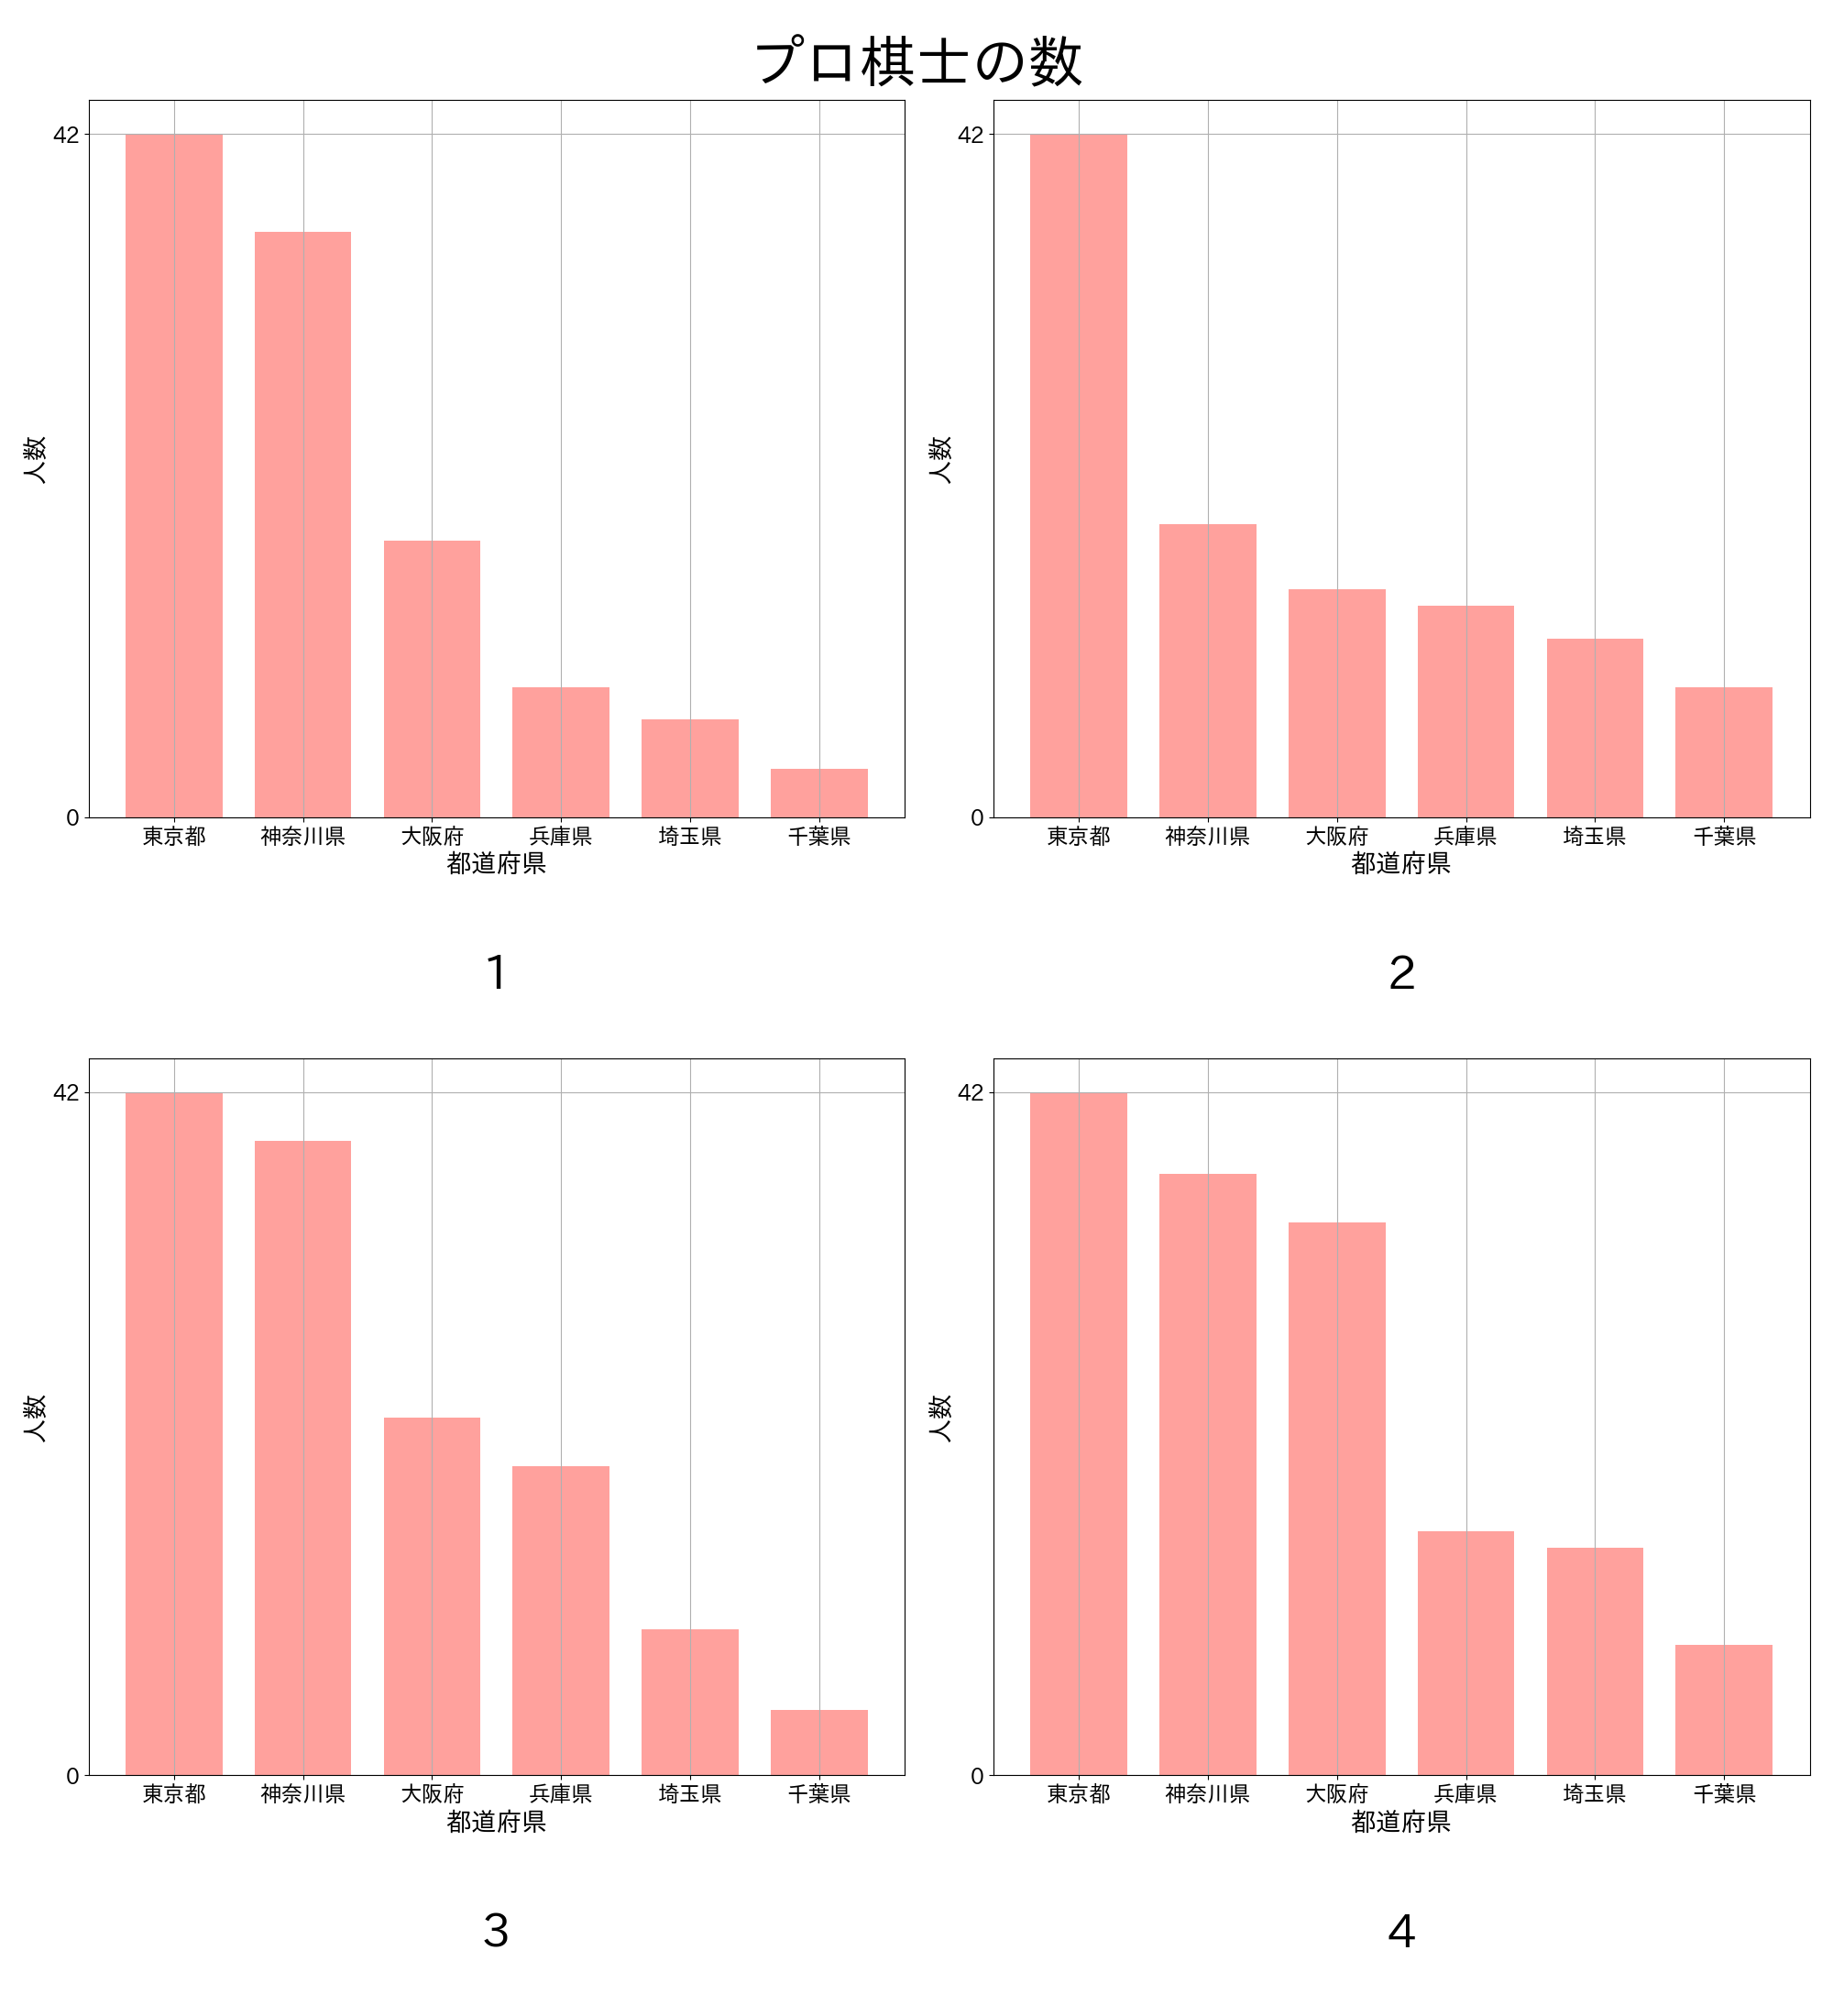 プロ棋士の数
42
0
人数
東京都 神奈川県 大阪府 兵庫県 埼玉県 千葉県
都道府県
1
42
0
人数
東京都 神奈川県 大阪府 兵庫県 埼玉県 千葉県
都道府県
2
42
0
人数
東京都 神奈川県 大阪府 兵庫県 埼玉県 千葉県
都道府県
3
42
0
人数
東京都 神奈川県 大阪府 兵庫県 埼玉県 千葉県
都道府県
4